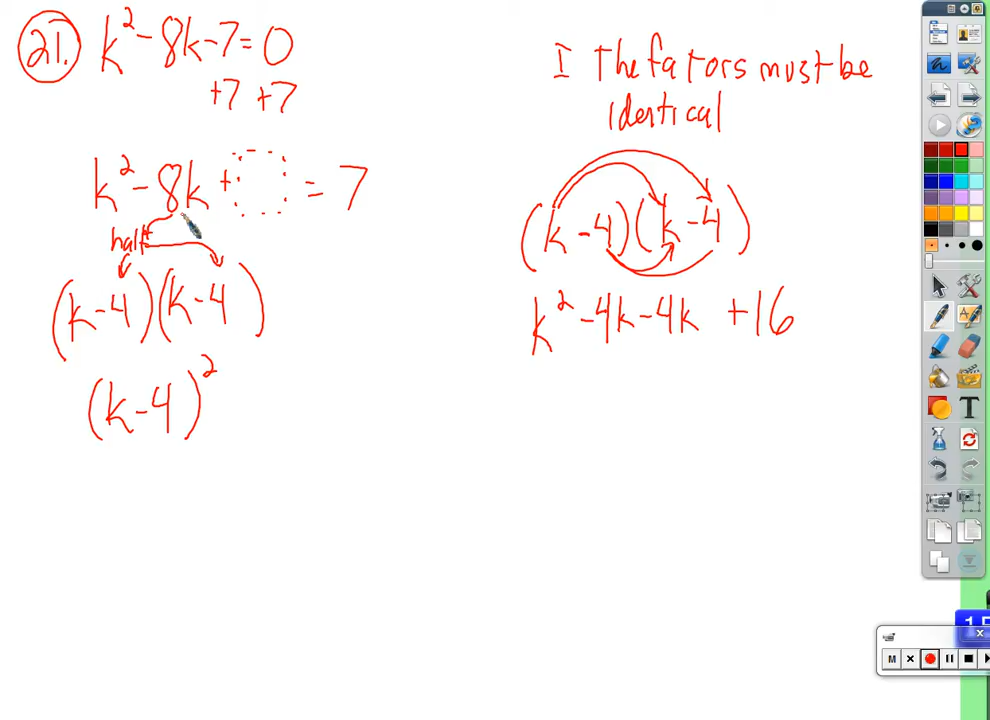 21. k² - 8k - 7 = 0
+7 +7
k² - 8k + = 7
half
(k - 4)(k - 4)
(k - 4)²
I the factors must be
identical
(k - 4)(k - 4)
k² - 4k - 4k + 16
T
M